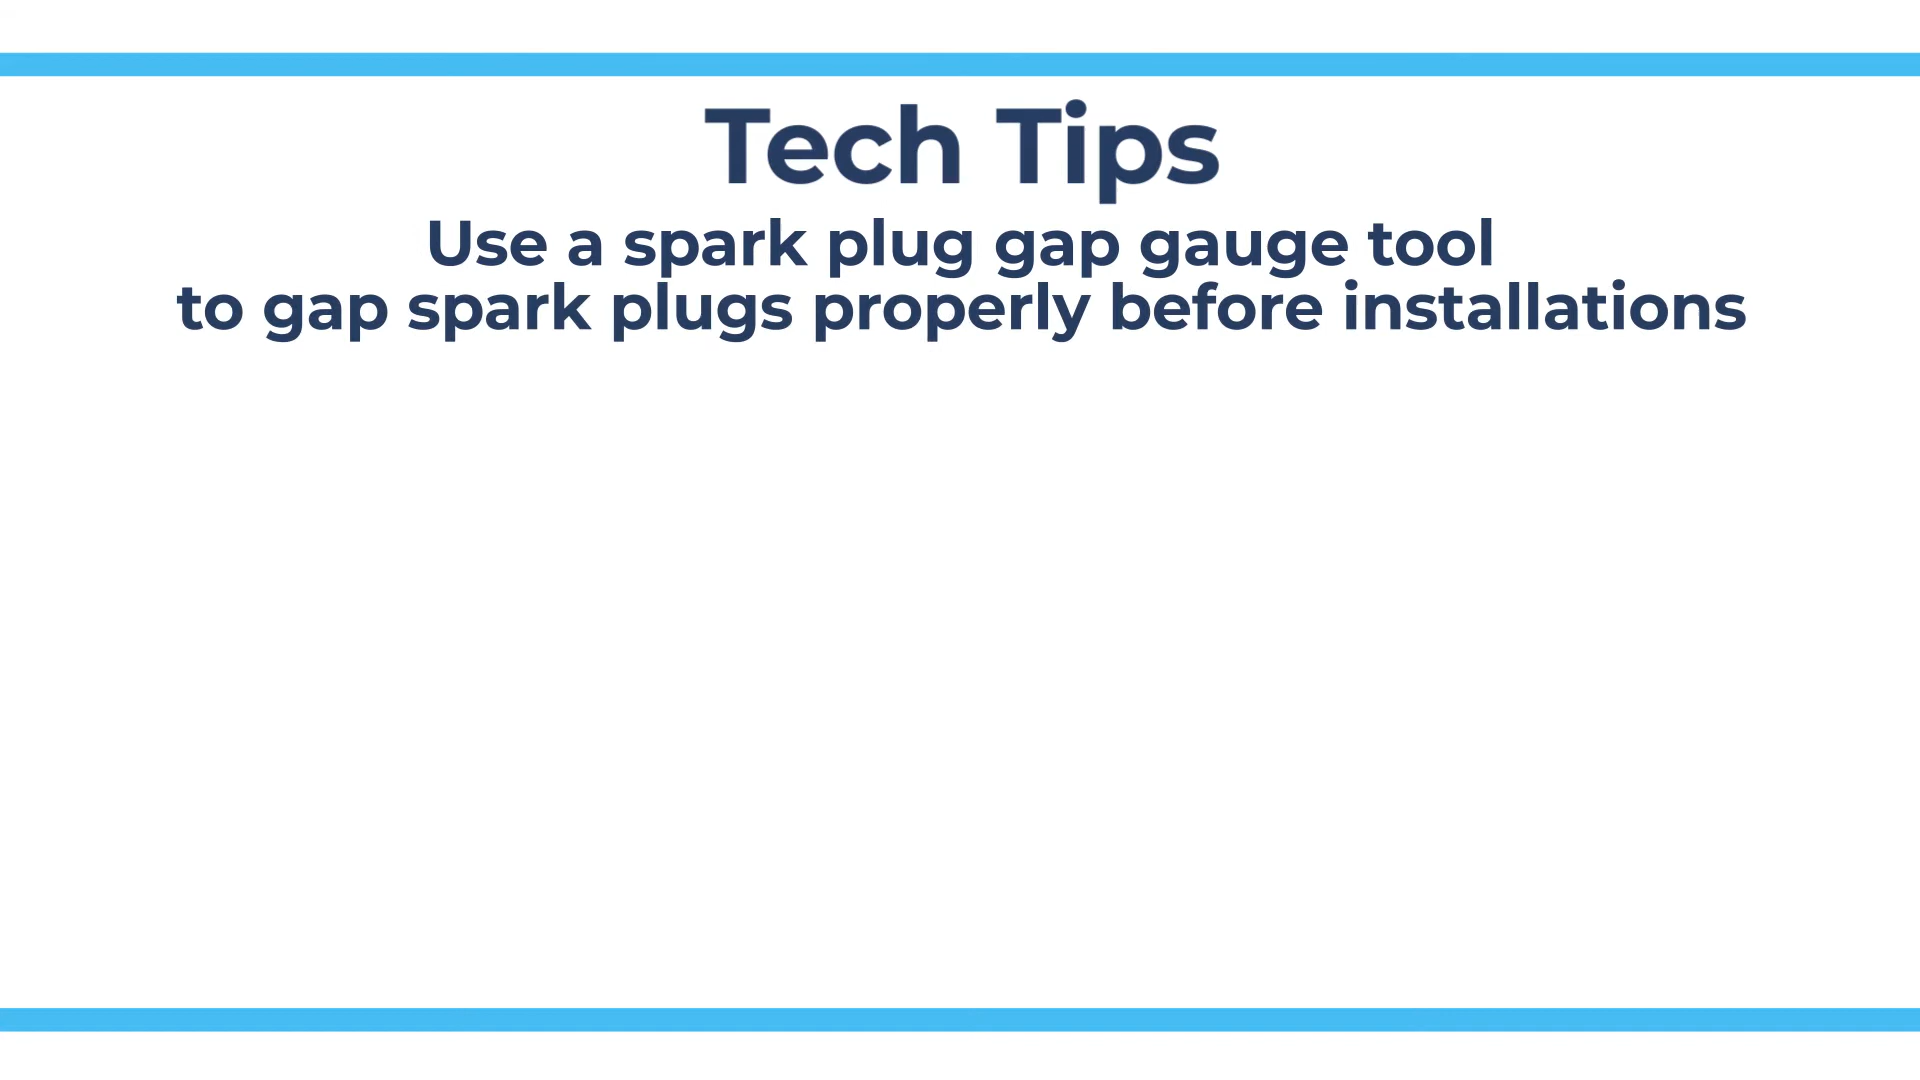 Tech Tips
Use a spark plug gap gauge tool
to gap spark plugs properly before installations